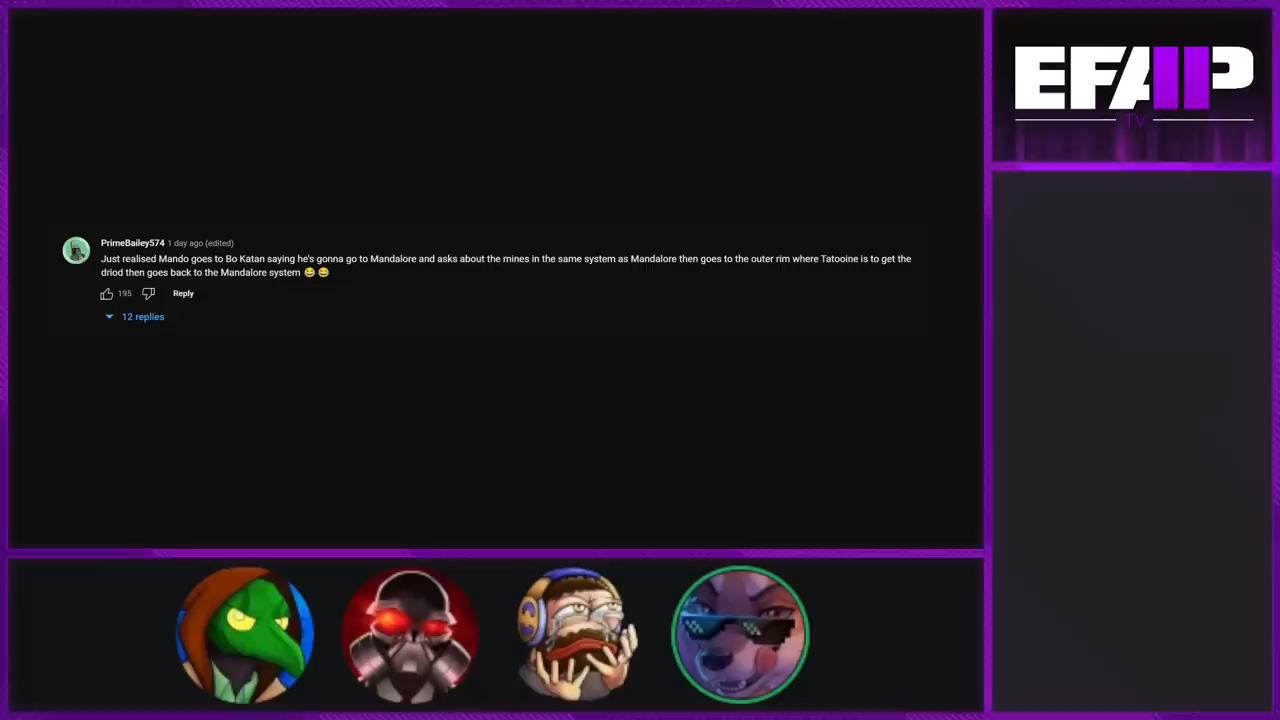 EFAP
TV
PrimeBailey574 1 day ago (edited)
Just realised Mando goes to Bo Katan saying he's gonna go to Mandalore and asks about the mines in the same system as Mandalore then goes to the outer rim where Tatooine is to get the
driod then goes back to the Mandalore system 😂😂
195 Reply
12 replies